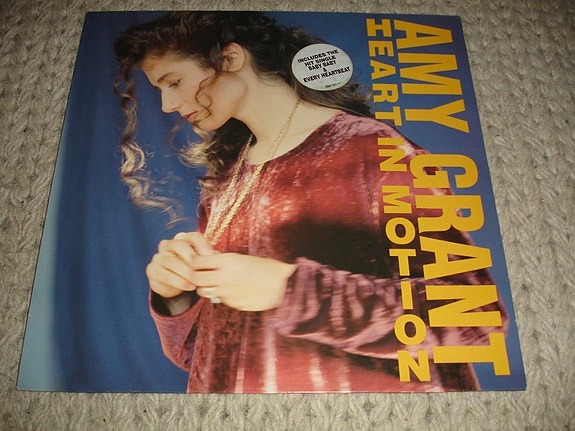 AMY GRANT
HEART IN MOTION
INCLUDES THE
HIT SINGLE
BABY BABY
&
EVERY HEARTBEAT